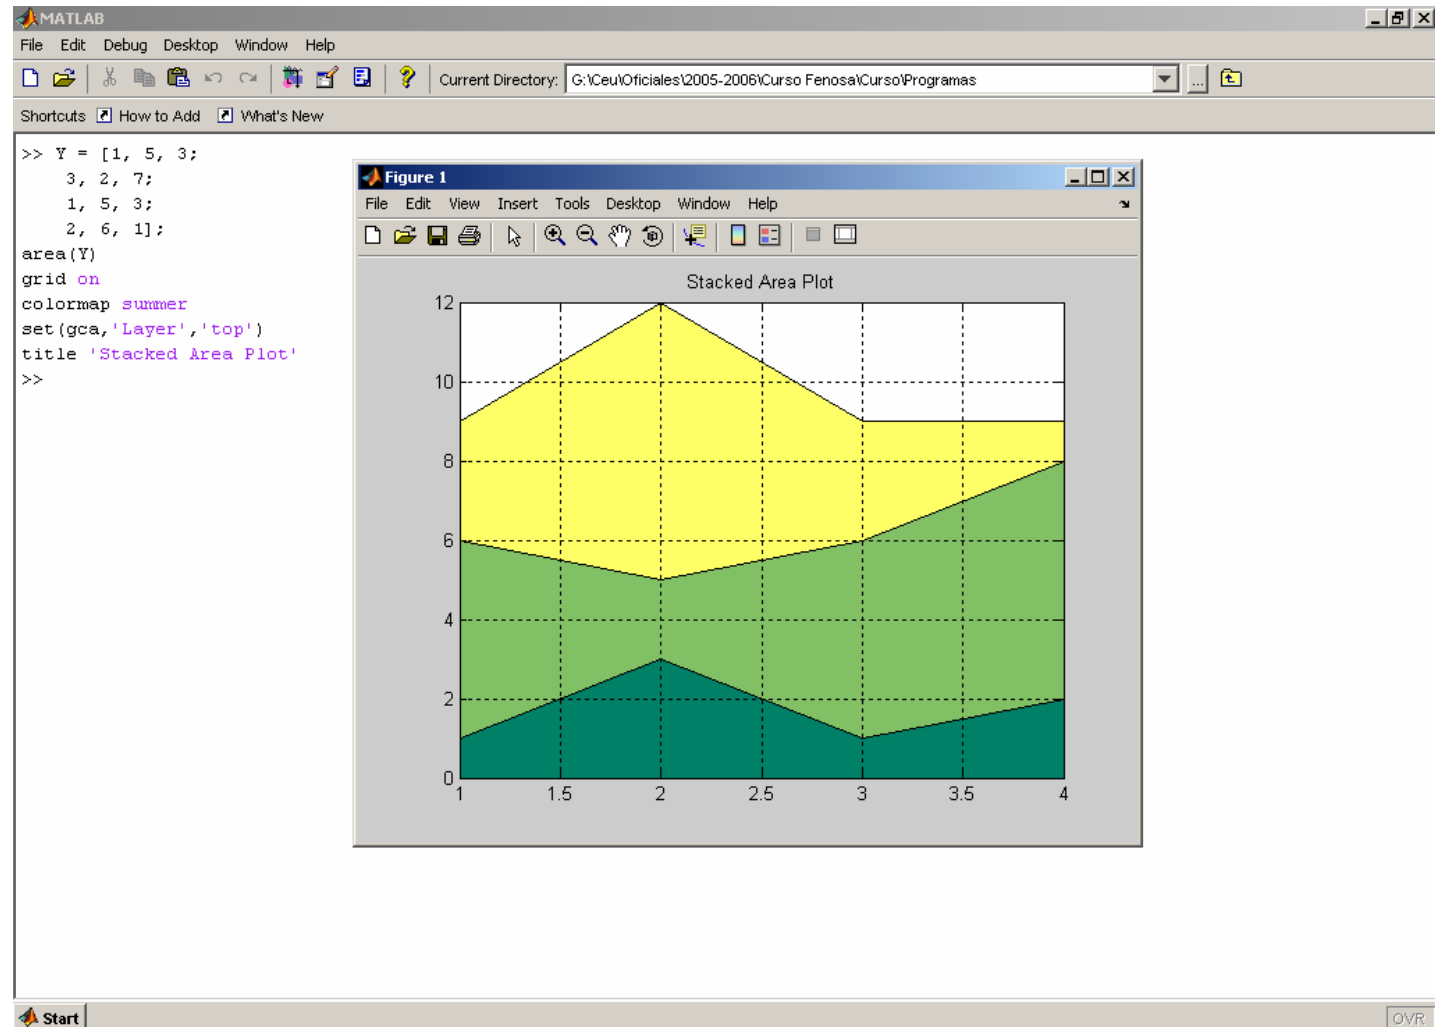 MATLAB
File Edit Debug Desktop Window Help
Current Directory: G:\Ceu\Oficiales\2005-2006\Curso Fenosa\Curso\Programas
...
Shortcuts How to Add What's New
>> Y = [1, 5, 3;
3, 2, 7;
1, 5, 3;
2, 6, 1];
area(Y)
grid on
colormap summer
set(gca,'Layer','top')
title 'Stacked Area Plot'
>>
Figure 1
File Edit View Insert Tools Desktop Window Help
Stacked Area Plot
12
10
8
6
4
2
0
1 1.5 2 2.5 3 3.5 4
Start
OVR